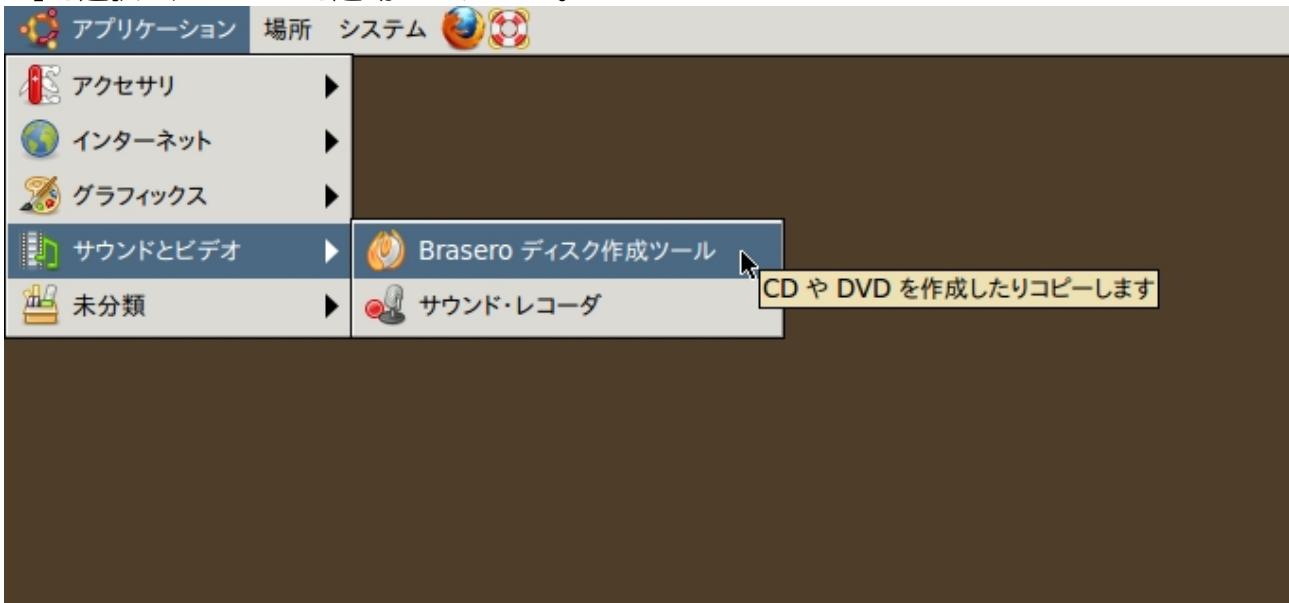 アプリケーション 場所 システム
アクセサリ
インターネット
グラフィックス
サウンドとビデオ
Brasero ディスク作成ツール
CD や DVD を作成したりコピーします
未分類
サウンド・レコーダ